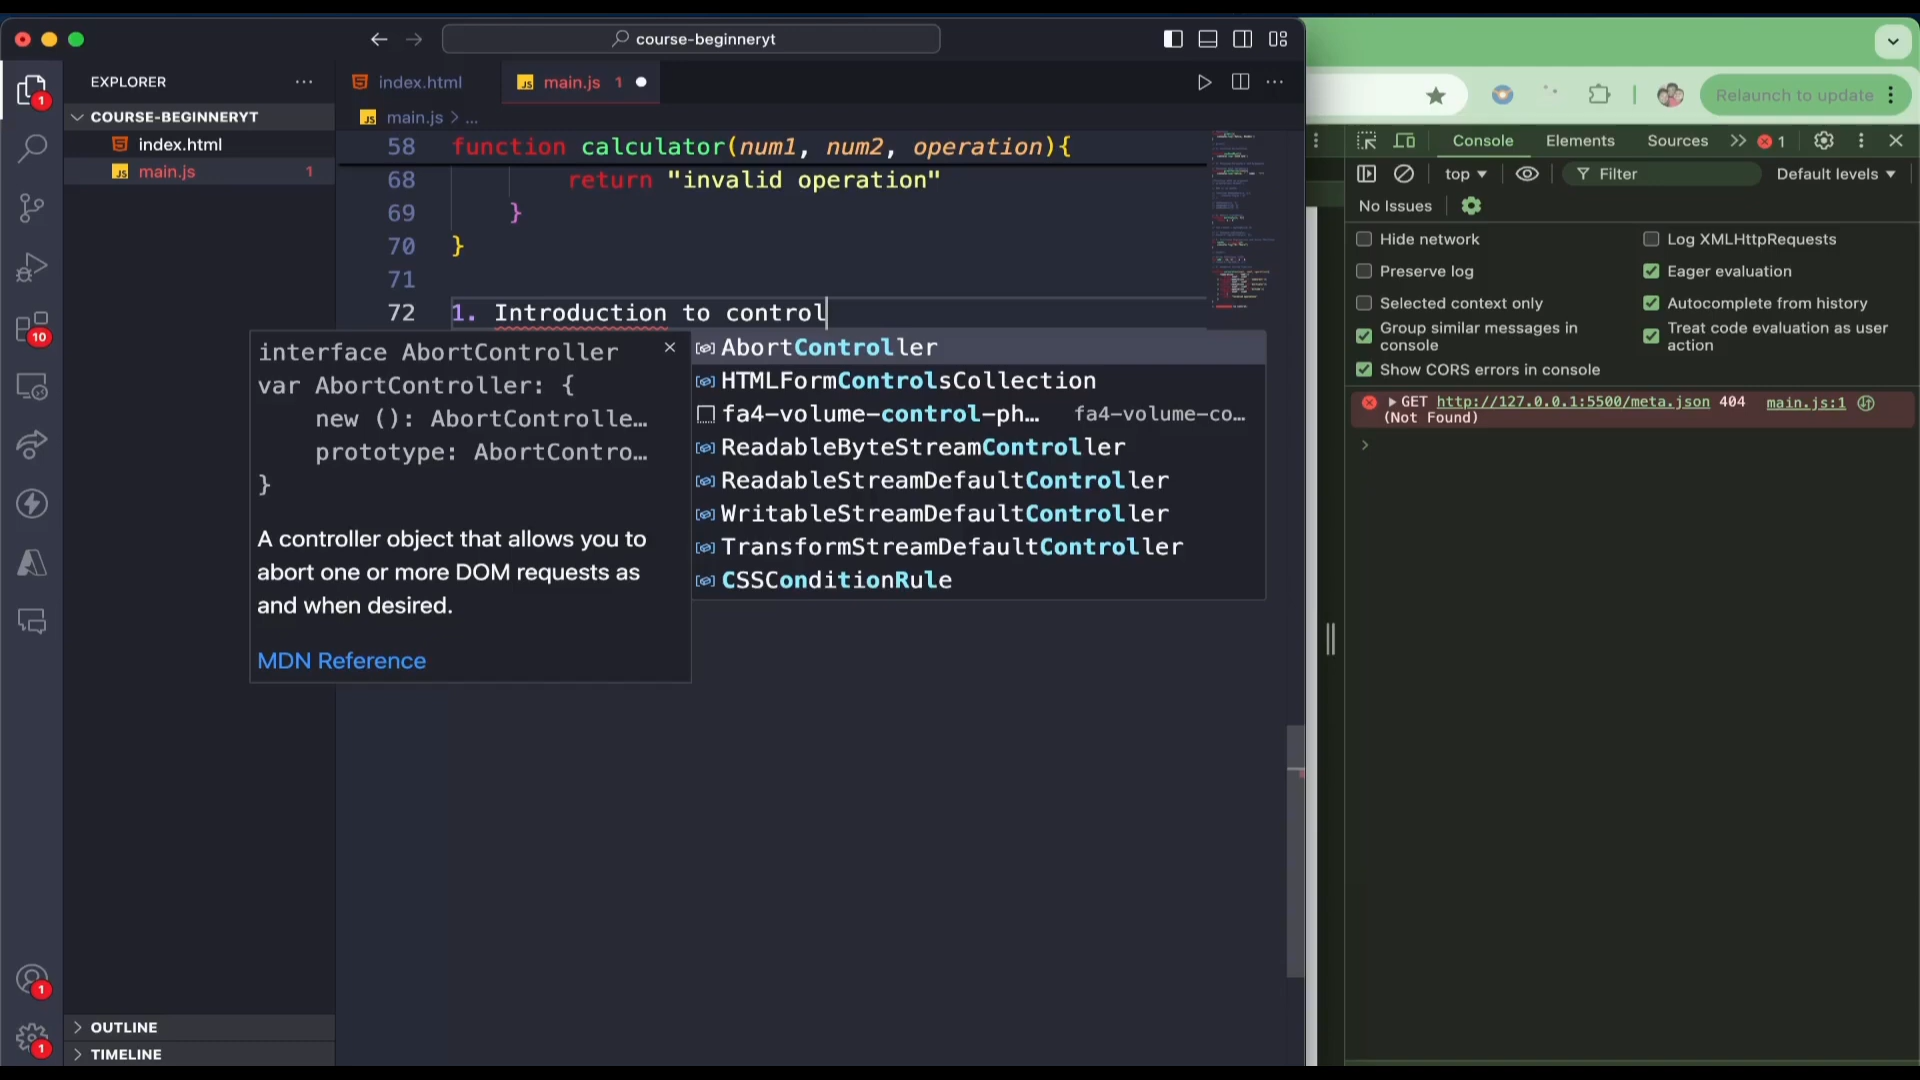 course-beginneryt
EXPLORER
index.html
main.js 1
COURSE-BEGINNERYT
index.html
main.js 1
main.js > ...
58 function calculator(num1, num2, operation){
68 return "invalid operation"
69 }
70 }
71
72 1. Introduction to control
interface AbortController
var AbortController: {
new (): AbortControlle…
prototype: AbortContro…
}
A controller object that allows you to
abort one or more DOM requests as
and when desired.
MDN Reference
AbortController
HTMLFormControlsCollection
fa4-volume-control-ph… fa4-volume-co…
ReadableByteStreamController
ReadableStreamDefaultController
WritableStreamDefaultController
TransformStreamDefaultController
CSSConditionRule
1
10
1
1
OUTLINE
TIMELINE
Relaunch to update
Console Elements Sources 1
top Filter Default levels
No Issues
Hide network
Log XMLHttpRequests
Preserve log
Eager evaluation
Selected context only
Autocomplete from history
Group similar messages in
console
Treat code evaluation as user
action
Show CORS errors in console
GET http://127.0.0.1:5500/meta.json 404 main.js:1
(Not Found)